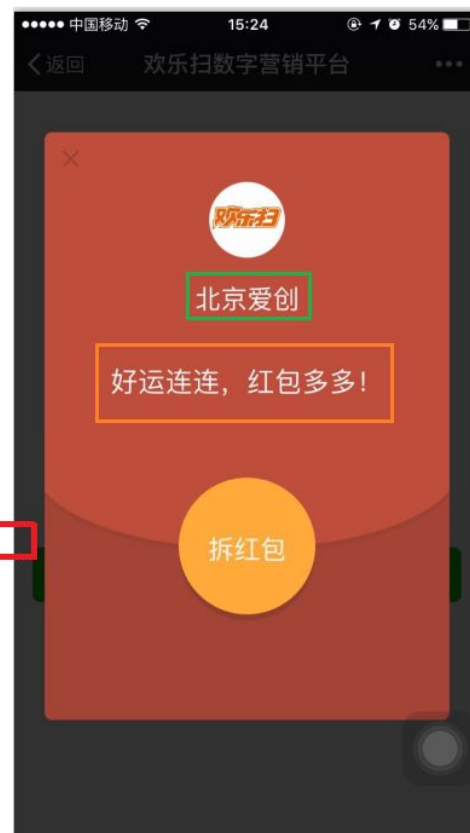 中国移动 15:24 54%
返回 欢乐扫数字营销平台
欢乐扫
北京爱创
好运连连，红包多多！
拆红包